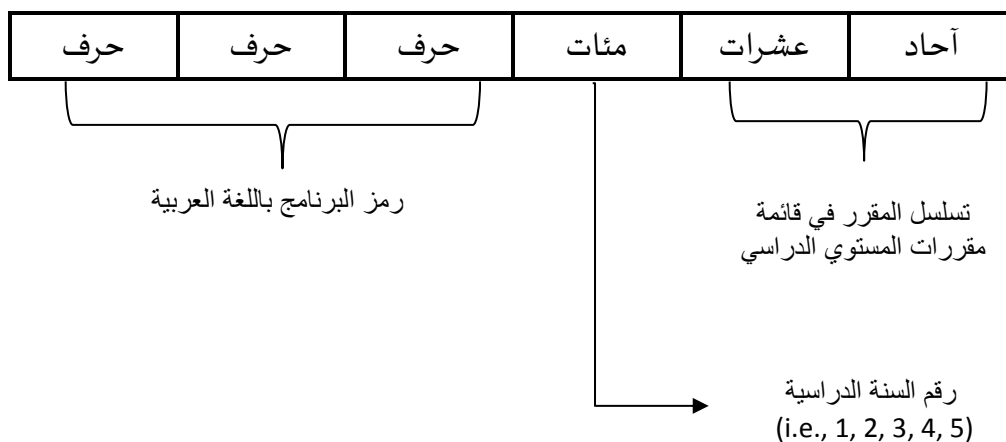 آحاد عشرات مئات حرف حرف حرف
رمز البرنامج باللغة العربية
تسلسل المقرر في قائمة
مقررات المستوي الدراسي
رقم السنة الدراسية
(i.e., 1, 2, 3, 4, 5)